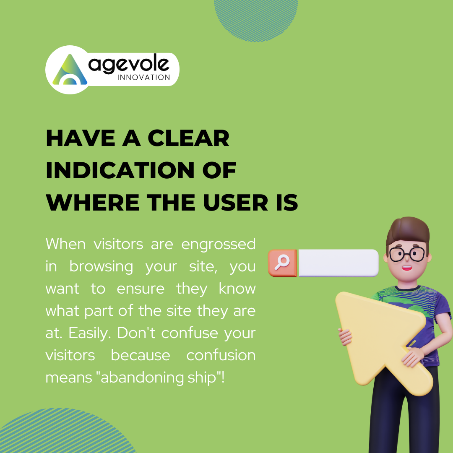 agevole
INNOVATION
HAVE A CLEAR
INDICATION OF
WHERE THE USER IS
When visitors are engrossed
in browsing your site, you
want to ensure they know
what part of the site they are
at. Easily. Don't confuse your
visitors because confusion
means "abandoning ship"!